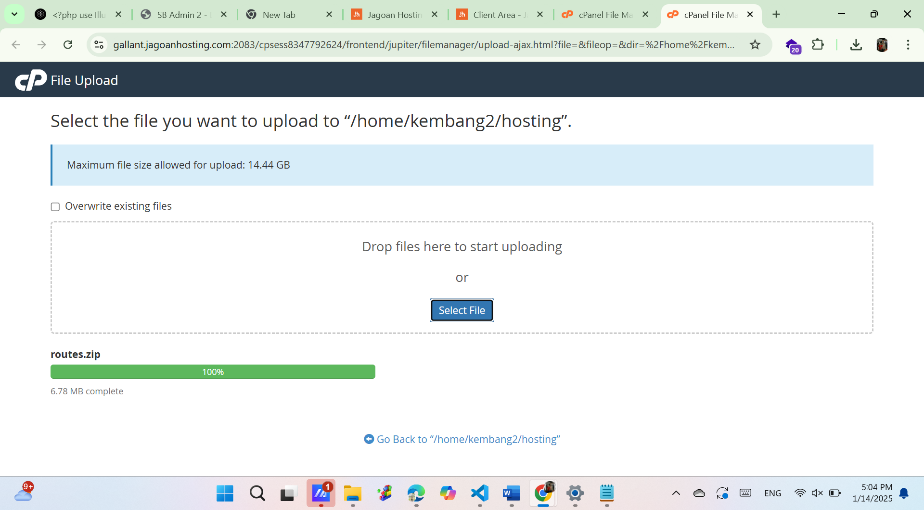 <?php use Illu
SB Admin 2 -
New Tab
Jagoan Hostin
Client Area -
cPanel File Ma
cPanel File Ma
gallant.jagoanhosting.com:2083/cpsess8347792624/frontend/jupiter/filemanager/upload-ajax.html?file=&fileop=&dir=%2Fhome%2Fkem...
20
cP File Upload
Select the file you want to upload to “/home/kembang2/hosting”.
Maximum file size allowed for upload: 14.44 GB
Overwrite existing files
Drop files here to start uploading
or
Select File
routes.zip
100%
6.78 MB complete
Go Back to “/home/kembang2/hosting”
9+
1
ENG
5:04 PM
1/14/2025